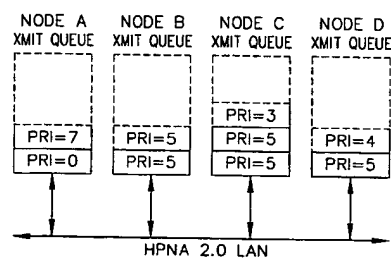 NODE A NODE B NODE C NODE D
XMIT QUEUE XMIT QUEUE XMIT QUEUE XMIT QUEUE
PRI=3
PRI=7 PRI=5 PRI=5 PRI=4
PRI=0 PRI=5 PRI=5 PRI=5
HPNA 2.0 LAN